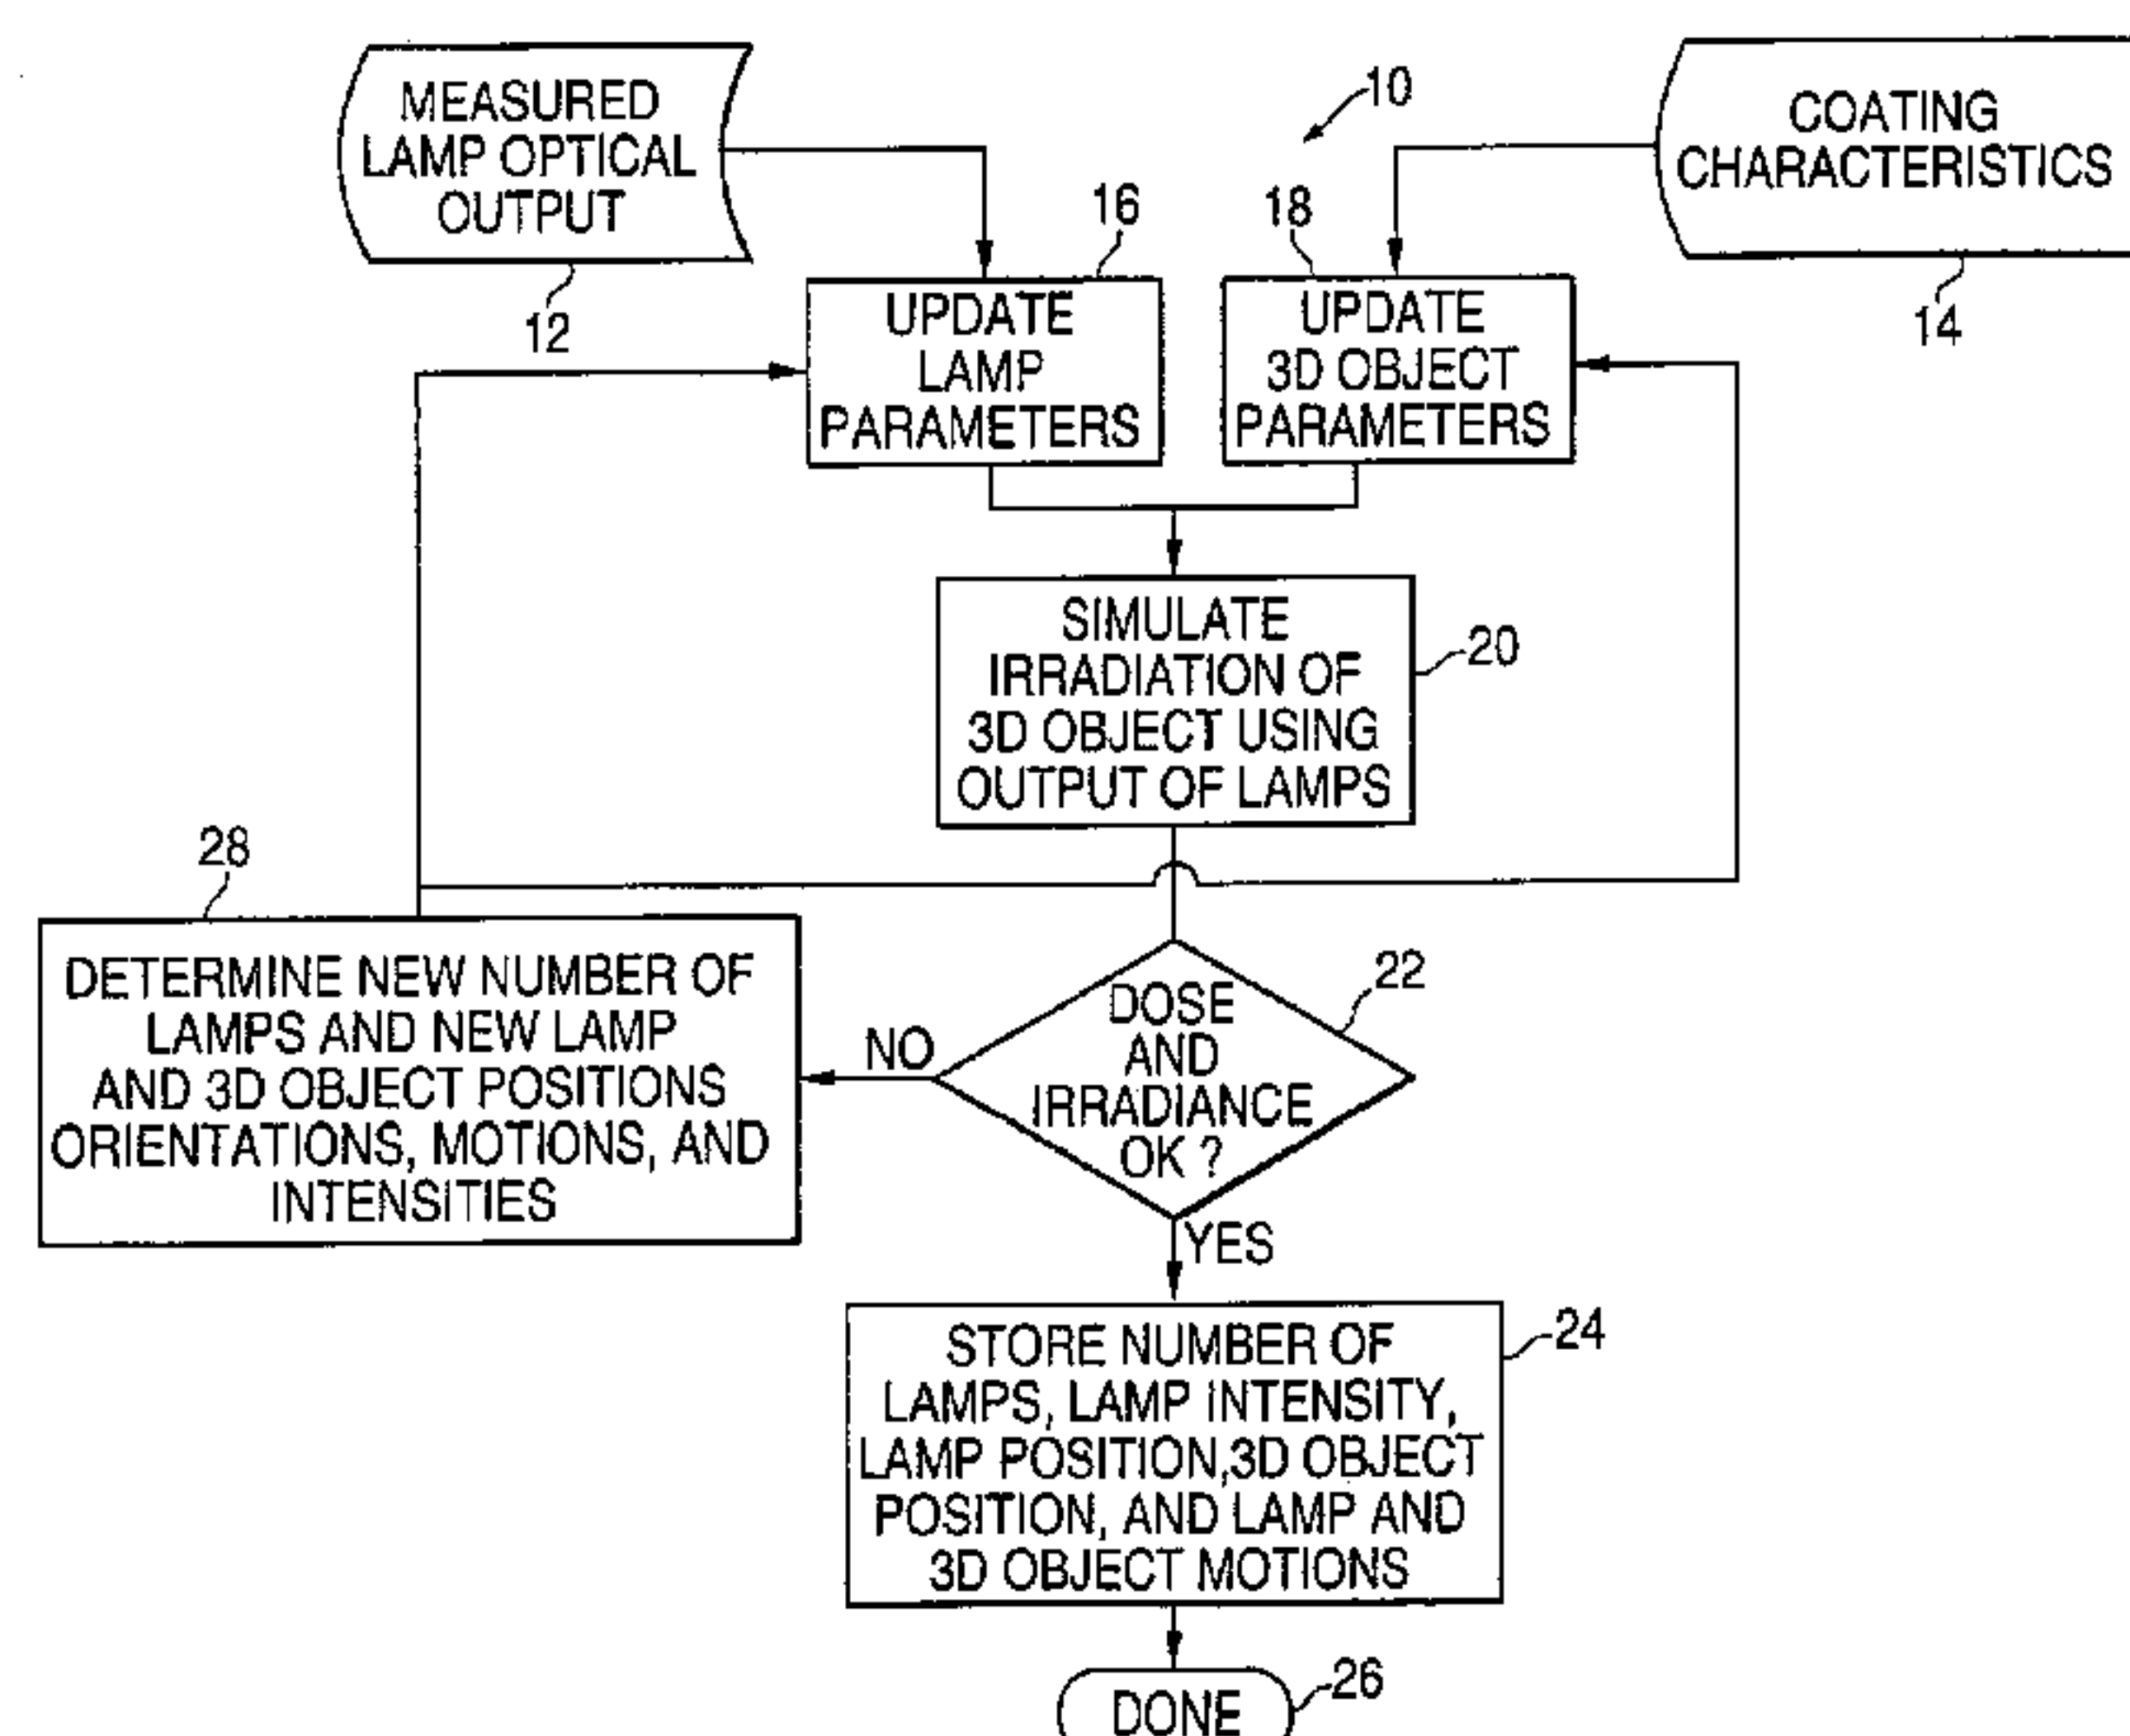 MEASURED
LAMP OPTICAL
OUTPUT
12
10
COATING
CHARACTERISTICS
14
16
UPDATE
LAMP
PARAMETERS
18
UPDATE
3D OBJECT
PARAMETERS
SIMULATE
IRRADIATION OF
3D OBJECT USING
OUTPUT OF LAMPS
20
28
DETERMINE NEW NUMBER OF
LAMPS AND NEW LAMP
AND 3D OBJECT POSITIONS
ORIENTATIONS, MOTIONS, AND
INTENSITIES
NO
DOSE
AND
IRRADIANCE
OK ?
22
YES
STORE NUMBER OF
LAMPS, LAMP INTENSITY,
LAMP POSITION,3D OBJECT
POSITION, AND LAMP AND
3D OBJECT MOTIONS
24
DONE
26